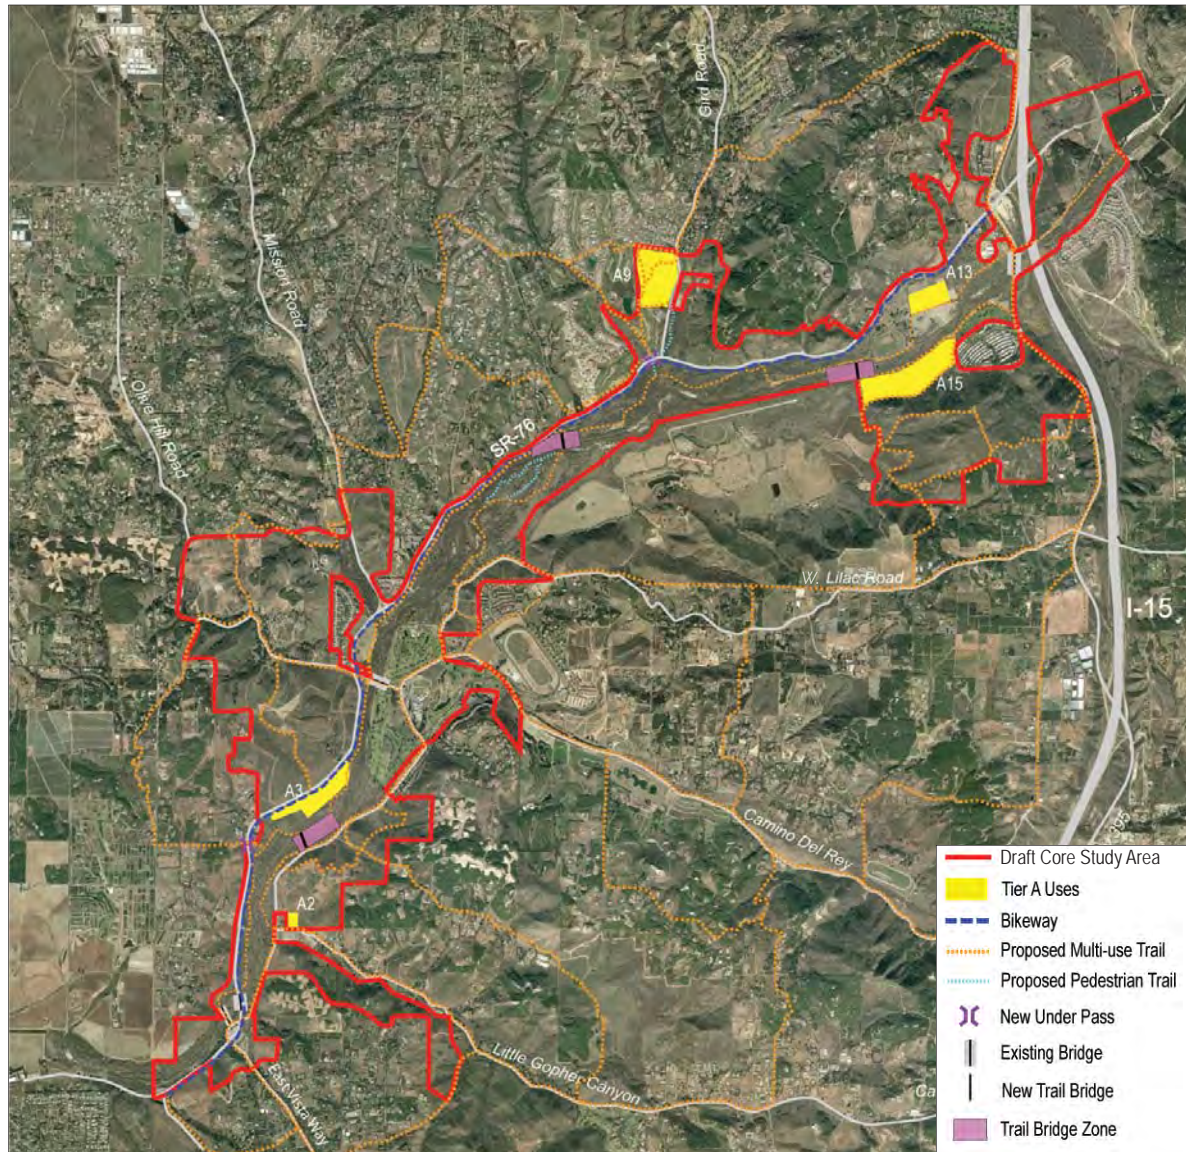 Gird Road
Mission Road
A9
A13
A15
Olive Hill Road
SR-76
W. Lilac Road
I-15
A3
Camino Del Rey
395
A2
Little Gopher Canyon
East Vista Way
Ca
Draft Core Study Area
Tier A Uses
Bikeway
Proposed Multi-use Trail
Proposed Pedestrian Trail
New Under Pass
Existing Bridge
New Trail Bridge
Trail Bridge Zone